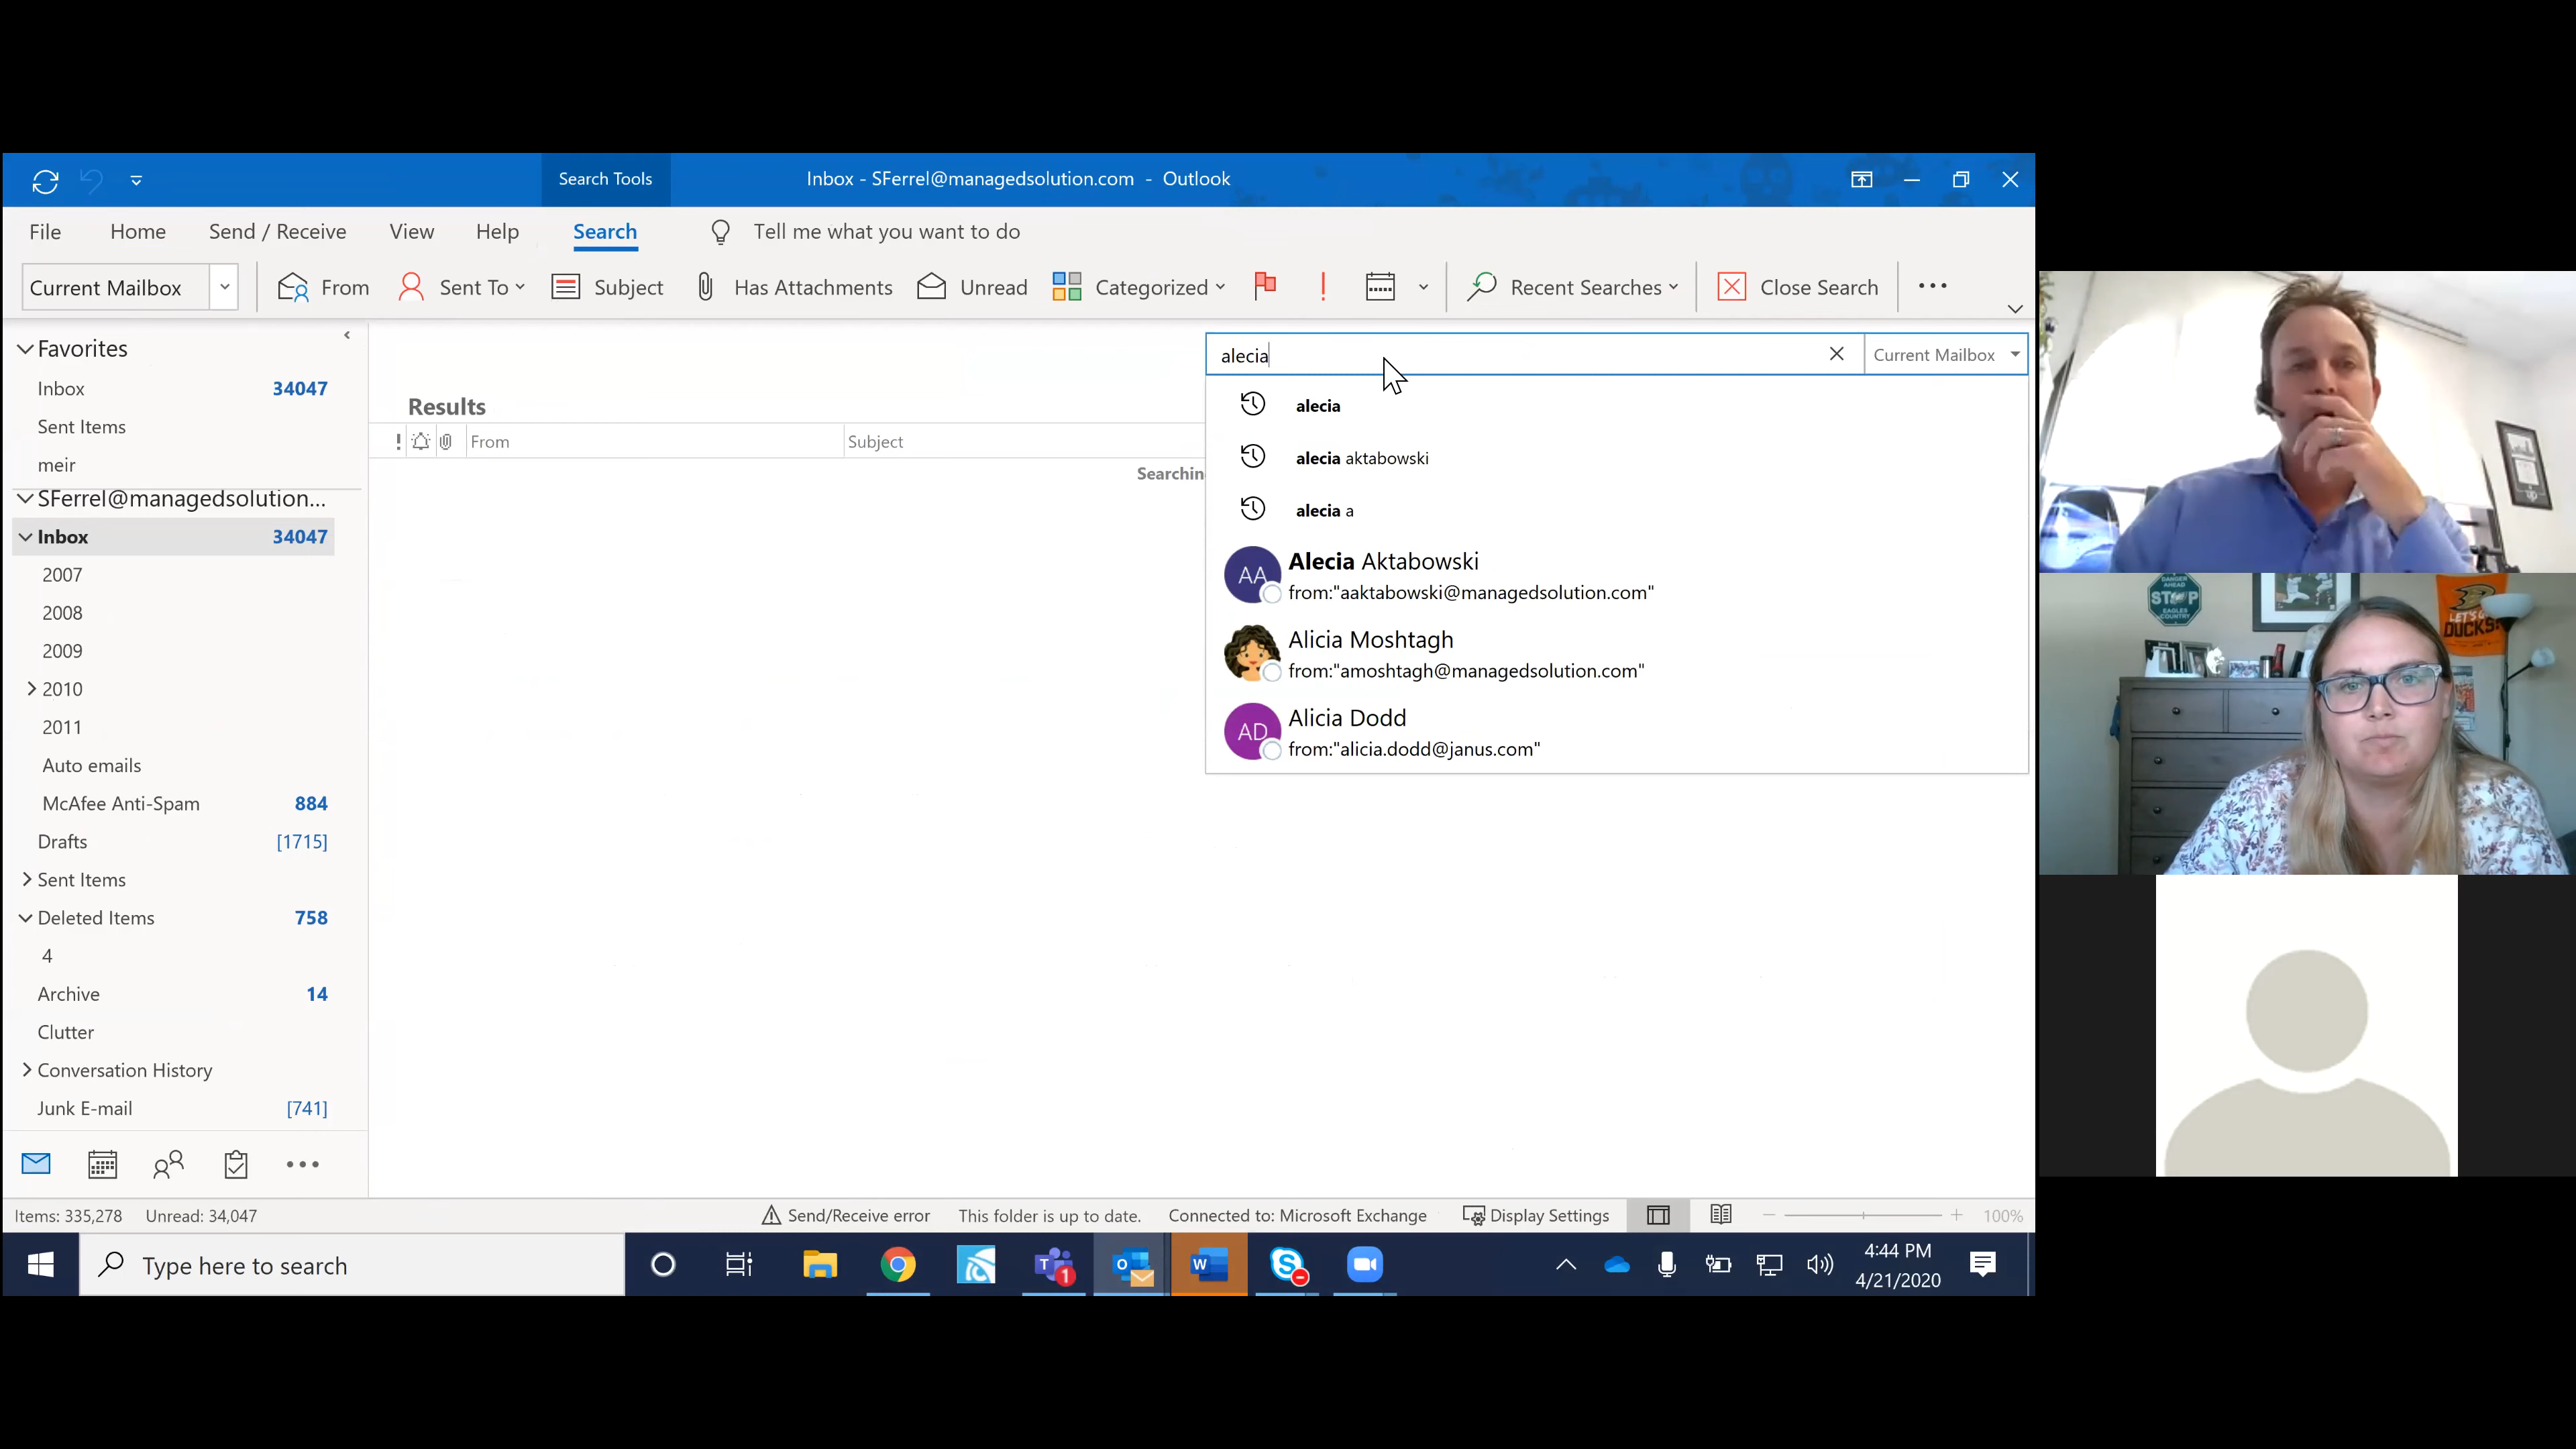 Search Tools
Inbox - SFerrel@managedsolution.com - Outlook
File Home Send / Receive View Help Search Tell me what you want to do
Current Mailbox From Sent To Subject Has Attachments Unread Categorized Recent Searches Close Search
Favorites
Inbox 34047
Sent Items
meir
SFerrel@managedsolution...
Inbox 34047
2007
2008
2009
2010
2011
Auto emails
McAfee Anti-Spam 884
Drafts [1715]
Sent Items
Deleted Items 758
4
Archive 14
Clutter
Conversation History
Junk E-mail [741]
Results
From Subject
Searchin
alecia Current Mailbox
alecia
alecia aktabowski
alecia a
AA
Alecia Aktabowski
from:"aaktabowski@managedsolution.com"
Alicia Moshtagh
from:"amoshtagh@managedsolution.com"
AD
Alicia Dodd
from:"alicia.dodd@janus.com"
Items: 335,278 Unread: 34,047 Send/Receive error This folder is up to date. Connected to: Microsoft Exchange Display Settings 100%
Type here to search
4:44 PM
4/21/2020
DANGER
AHEAD
STOP
EAGLES
COUNTRY
LET'S GO
DUCKS!